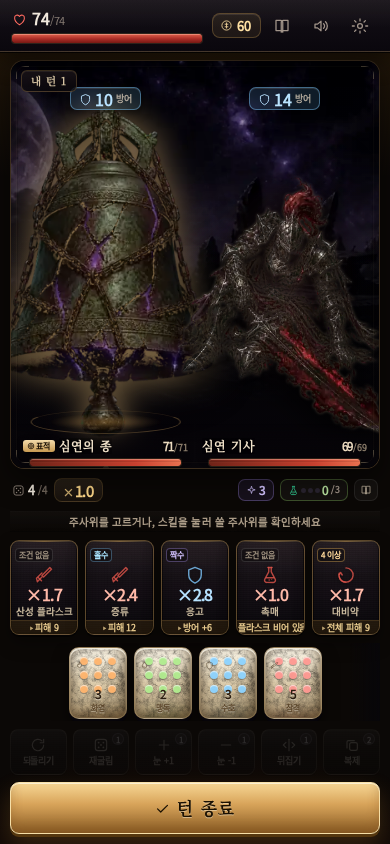 74/74
60
내 턴 1
10 방어
14 방어
표적 심연의 종 71/71
심연 기사 69/69
4/4 ×1.0
3
0/3
주사위를 고르거나, 스킬을 눌러 쓸 주사위를 확인하세요
조건 없음 ×1.7 산성 플라스크 ▸피해 9
홀수 ×2.4 증류 ▸피해 12
짝수 ×2.8 응고 ▸방어 +6
조건 없음 ×1.0 촉매 플라스크 비어 있음
4 이상 ×1.7 대비약 ▸전체 피해 9
3
2
3
5
되돌리기
재굴림 1
눈 +1 1
눈 -1 1
뒤집기 1
복제 2
턴 종료